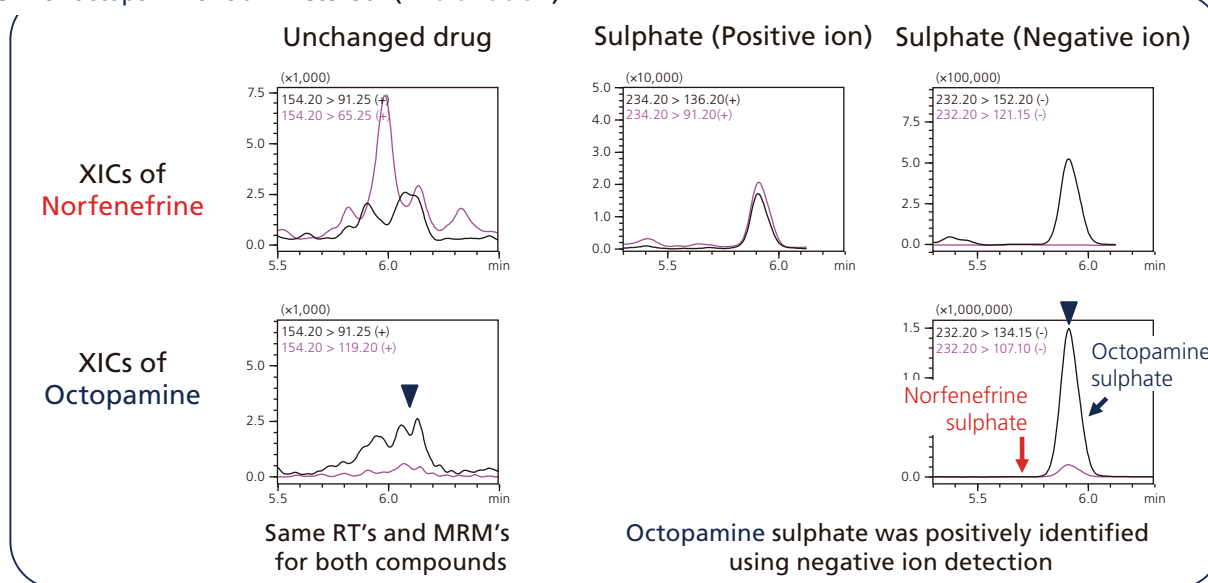 Unchanged drug
Sulphate (Positive ion)
Sulphate (Negative ion)
XICs of
Norfenefrine
(×1,000)
154.20 > 91.25 (+)
154.20 > 65.25 (+)
7.5
5.0
2.5
0.0
5.5
6.0
min
(×10,000)
234.20 > 136.20(+)
234.20 > 91.20(+)
5.0
4.0
3.0
2.0
1.0
0.0
5.5
6.0
min
(×100,000)
232.20 > 152.20 (-)
232.20 > 121.15 (-)
7.5
5.0
2.5
0.0
5.5
6.0
min
XICs of
Octopamine
(×1,000)
154.20 > 91.25 (+)
154.20 > 119.20 (+)
5.0
2.5
0.0
5.5
6.0
min
(×1,000,000)
232.20 > 134.15 (-)
232.20 > 107.10 (-)
1.5
1.0
0.0
5.5
6.0
min
Norfenefrine
sulphate
Octopamine
sulphate
Same RT's and MRM's
for both compounds
Octopamine sulphate was positively identified
using negative ion detection